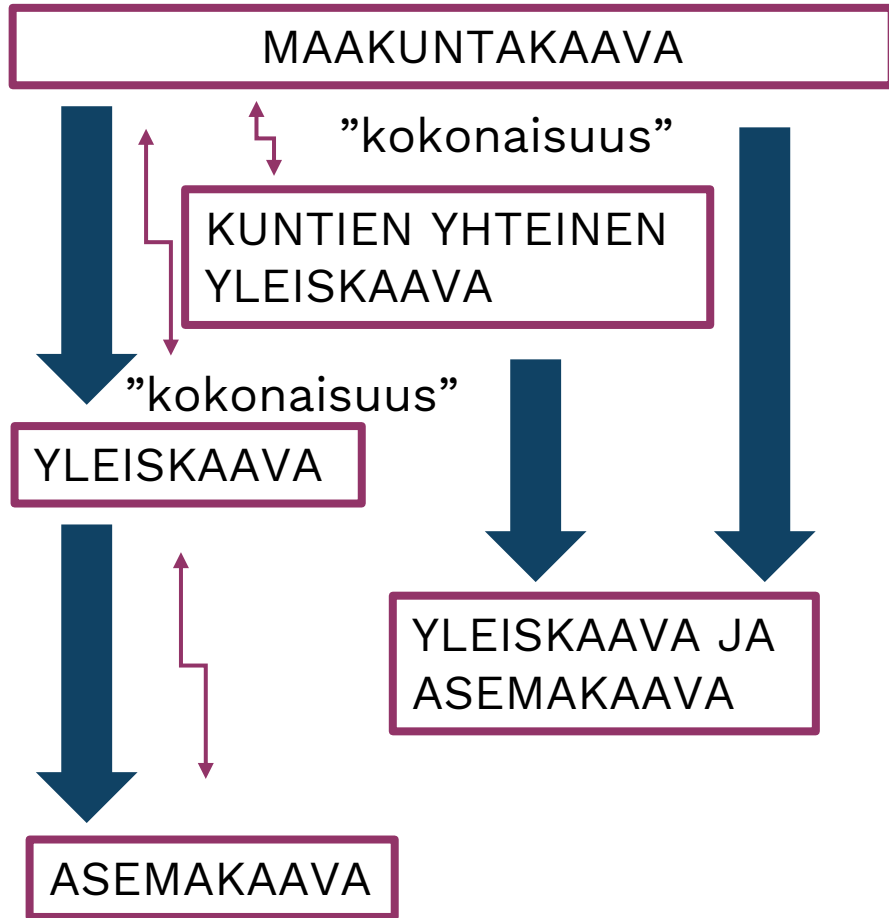 MAAKUNTAKAAVA
”kokonaisuus”
KUNTIEN YHTEINEN
YLEISKAAVA
”kokonaisuus”
YLEISKAAVA
YLEISKAAVA JA
ASEMAKAAVA
ASEMAKAAVA